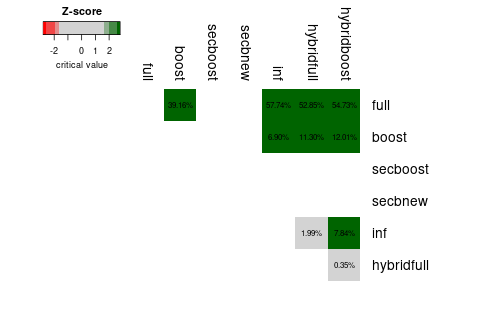 Z-score
-2 0 1 2
critical value
full boost secboost secbnew inf hybridfull hybridboost
39.16% 57.74% 52.85% 54.73% full
6.90% 11.30% 12.01% boost
secboost
secbnew
1.99% 7.84% inf
0.35% hybridfull